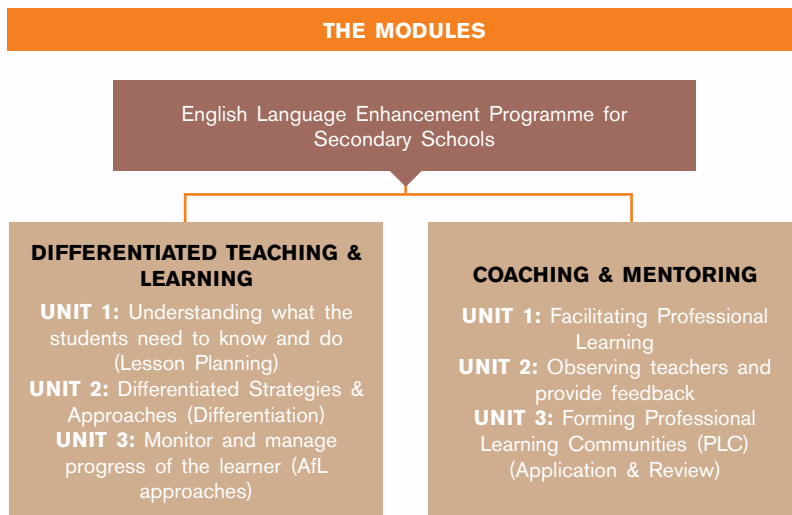 THE MODULES
English Language Enhancement Programme for
Secondary Schools
DIFFERENTIATED TEACHING &
LEARNING
UNIT 1: Understanding what the
students need to know and do
(Lesson Planning)
UNIT 2: Differentiated Strategies &
Approaches (Differentiation)
UNIT 3: Monitor and manage
progress of the learner (AfL
approaches)
COACHING & MENTORING
UNIT 1: Facilitating Professional
Learning
UNIT 2: Observing teachers and
provide feedback
UNIT 3: Forming Professional
Learning Communities (PLC)
(Application & Review)